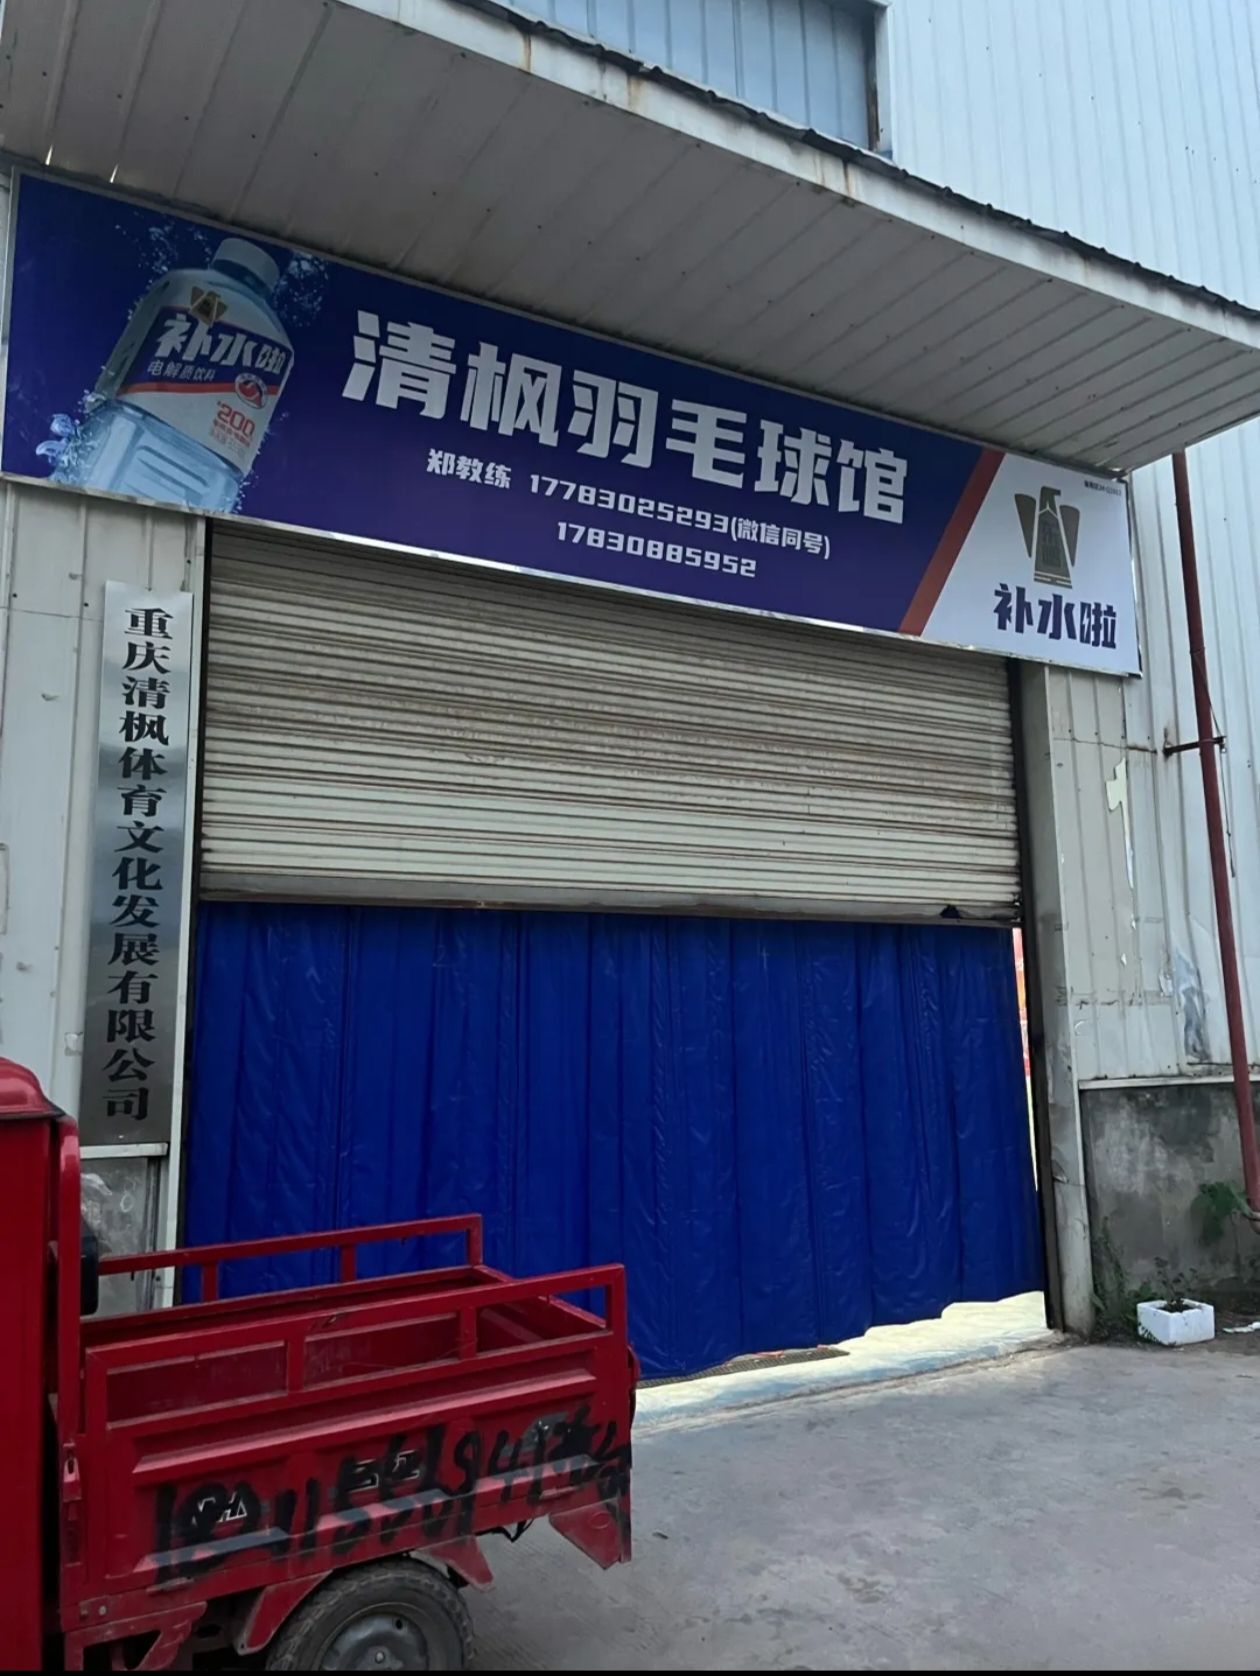 补水啦
电解质饮料
200
清枫羽毛球馆
郑教练 17783025293(微信同号)
17830885952
补水啦
重庆清枫体育文化发展有限公司